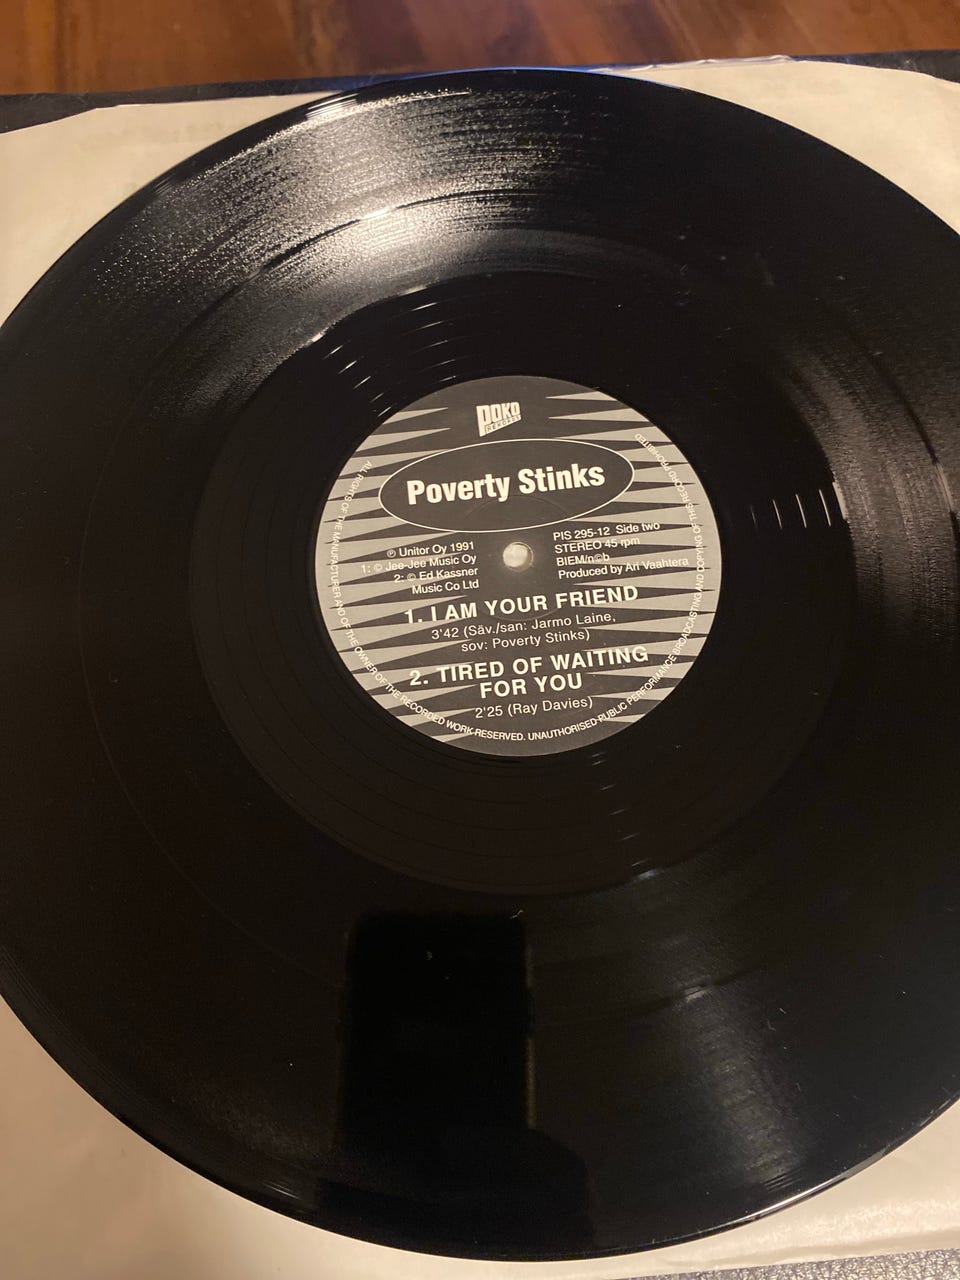 POKO
REKORDS
Poverty Stinks
℗ Unitor Oy 1991
1: © Jee-Jee Music Oy
2: © Ed Kassner
Music Co Ltd
PIS 295-12 Side two
STEREO 45 rpm
BIEM/n©b
Produced by Ari Vaahtera
1. I AM YOUR FRIEND
3'42 (Säv./san: Jarmo Laine,
sov: Poverty Stinks)
2. TIRED OF WAITING
FOR YOU
2'25 (Ray Davies)
ALL RIGHTS OF THE MANUFACTURER AND OF THE OWNER OF THE RECORDED WORK RESERVED. UNAUTHORISED PUBLIC PERFORMANCE BROADCASTING AND COPYING OF THIS RECORD PROHIBITED